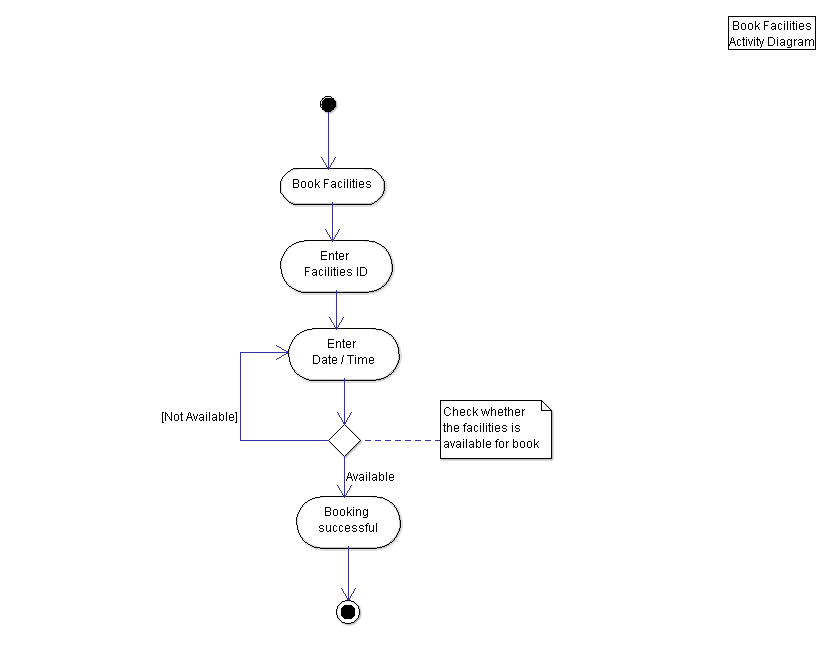 Book Facilities
Activity Diagram
Book Facilities
Enter
Facilities ID
Enter
Date / Time
[Not Available]
Check whether
the facilities is
available for book
Available
Booking
successful